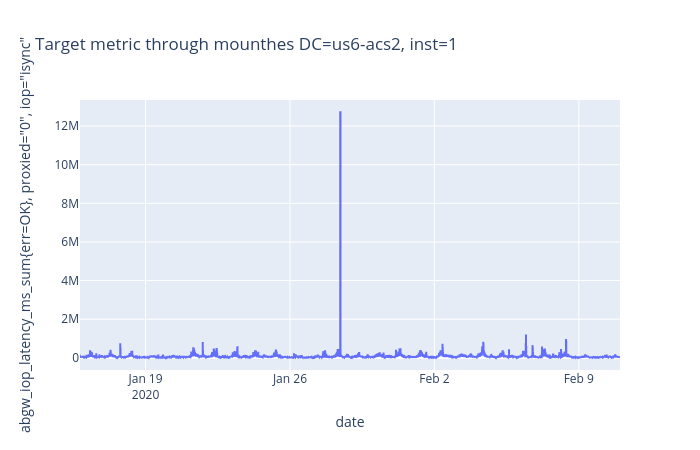 Target metric through mounthes DC=us6-acs2, inst=1
abgw_iop_latency_ms_sum{err=OK}, proxied="0", iop="isync"
12M
10M
8M
6M
4M
2M
0
Jan 19
2020
Jan 26
Feb 2
Feb 9
date